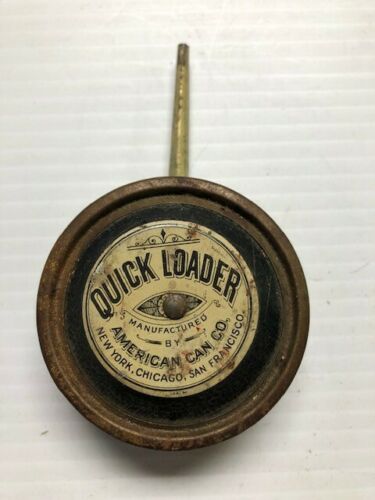 QUICK LOADER
MANUFACTURED
BY
AMERICAN CAN CO.
NEW YORK, CHICAGO, SAN FRANCISCO.